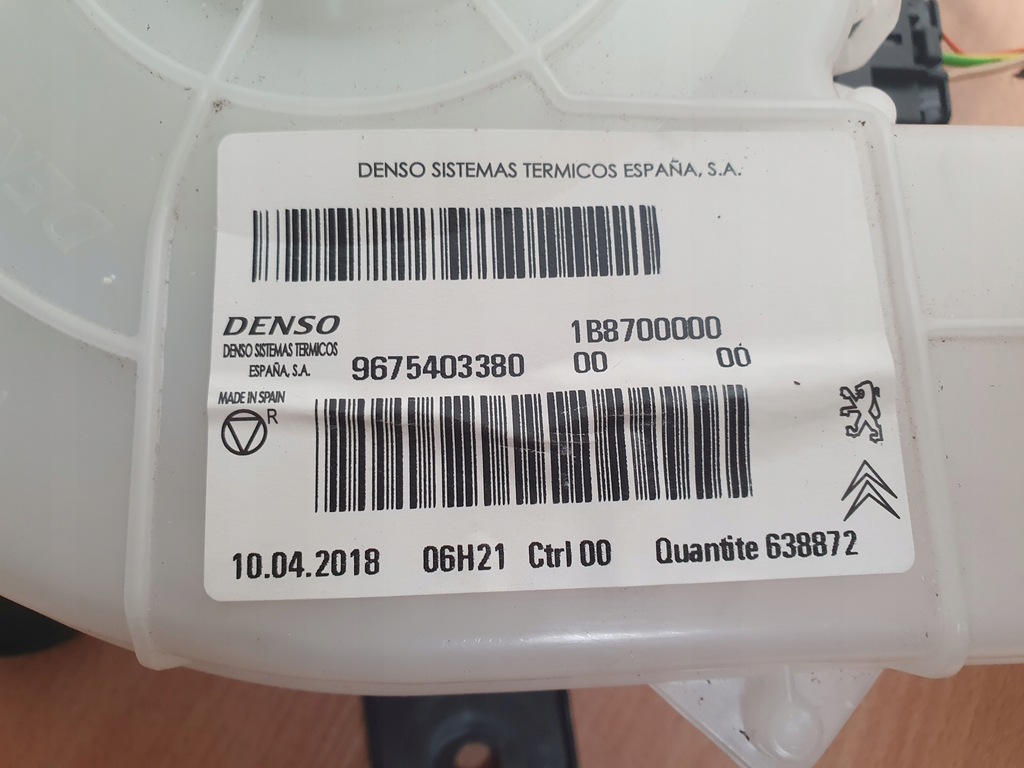 DENSO SISTEMAS TERMICOS ESPAÑA, S.A.
DENSO
DENSO SISTEMAS TERMICOS
ESPAÑA, S.A.
1B8700000
9675403380 00 00
MADE IN SPAIN
R
10.04.2018 06H21 Ctrl 00 Quantite 638872